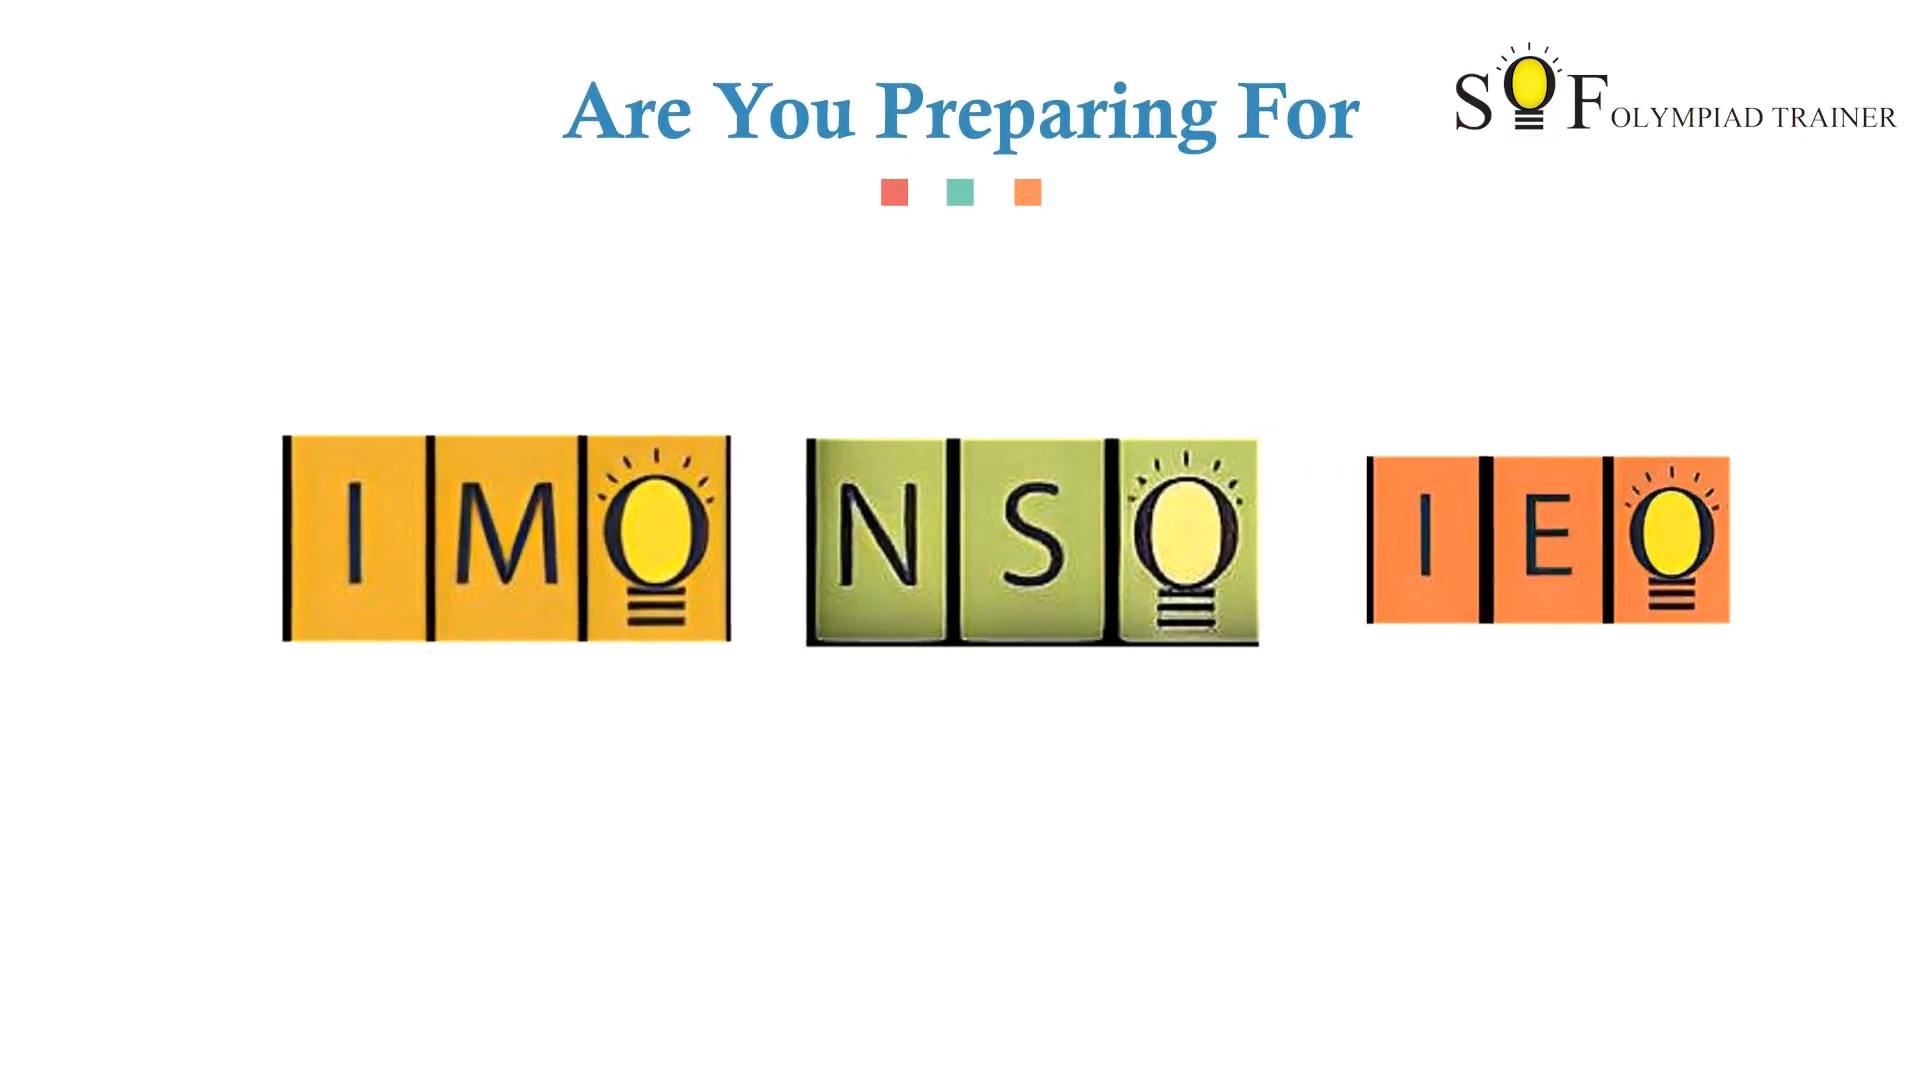 Are You Preparing For
SOF OLYMPIAD TRAINER
IMO
NSO
IEO